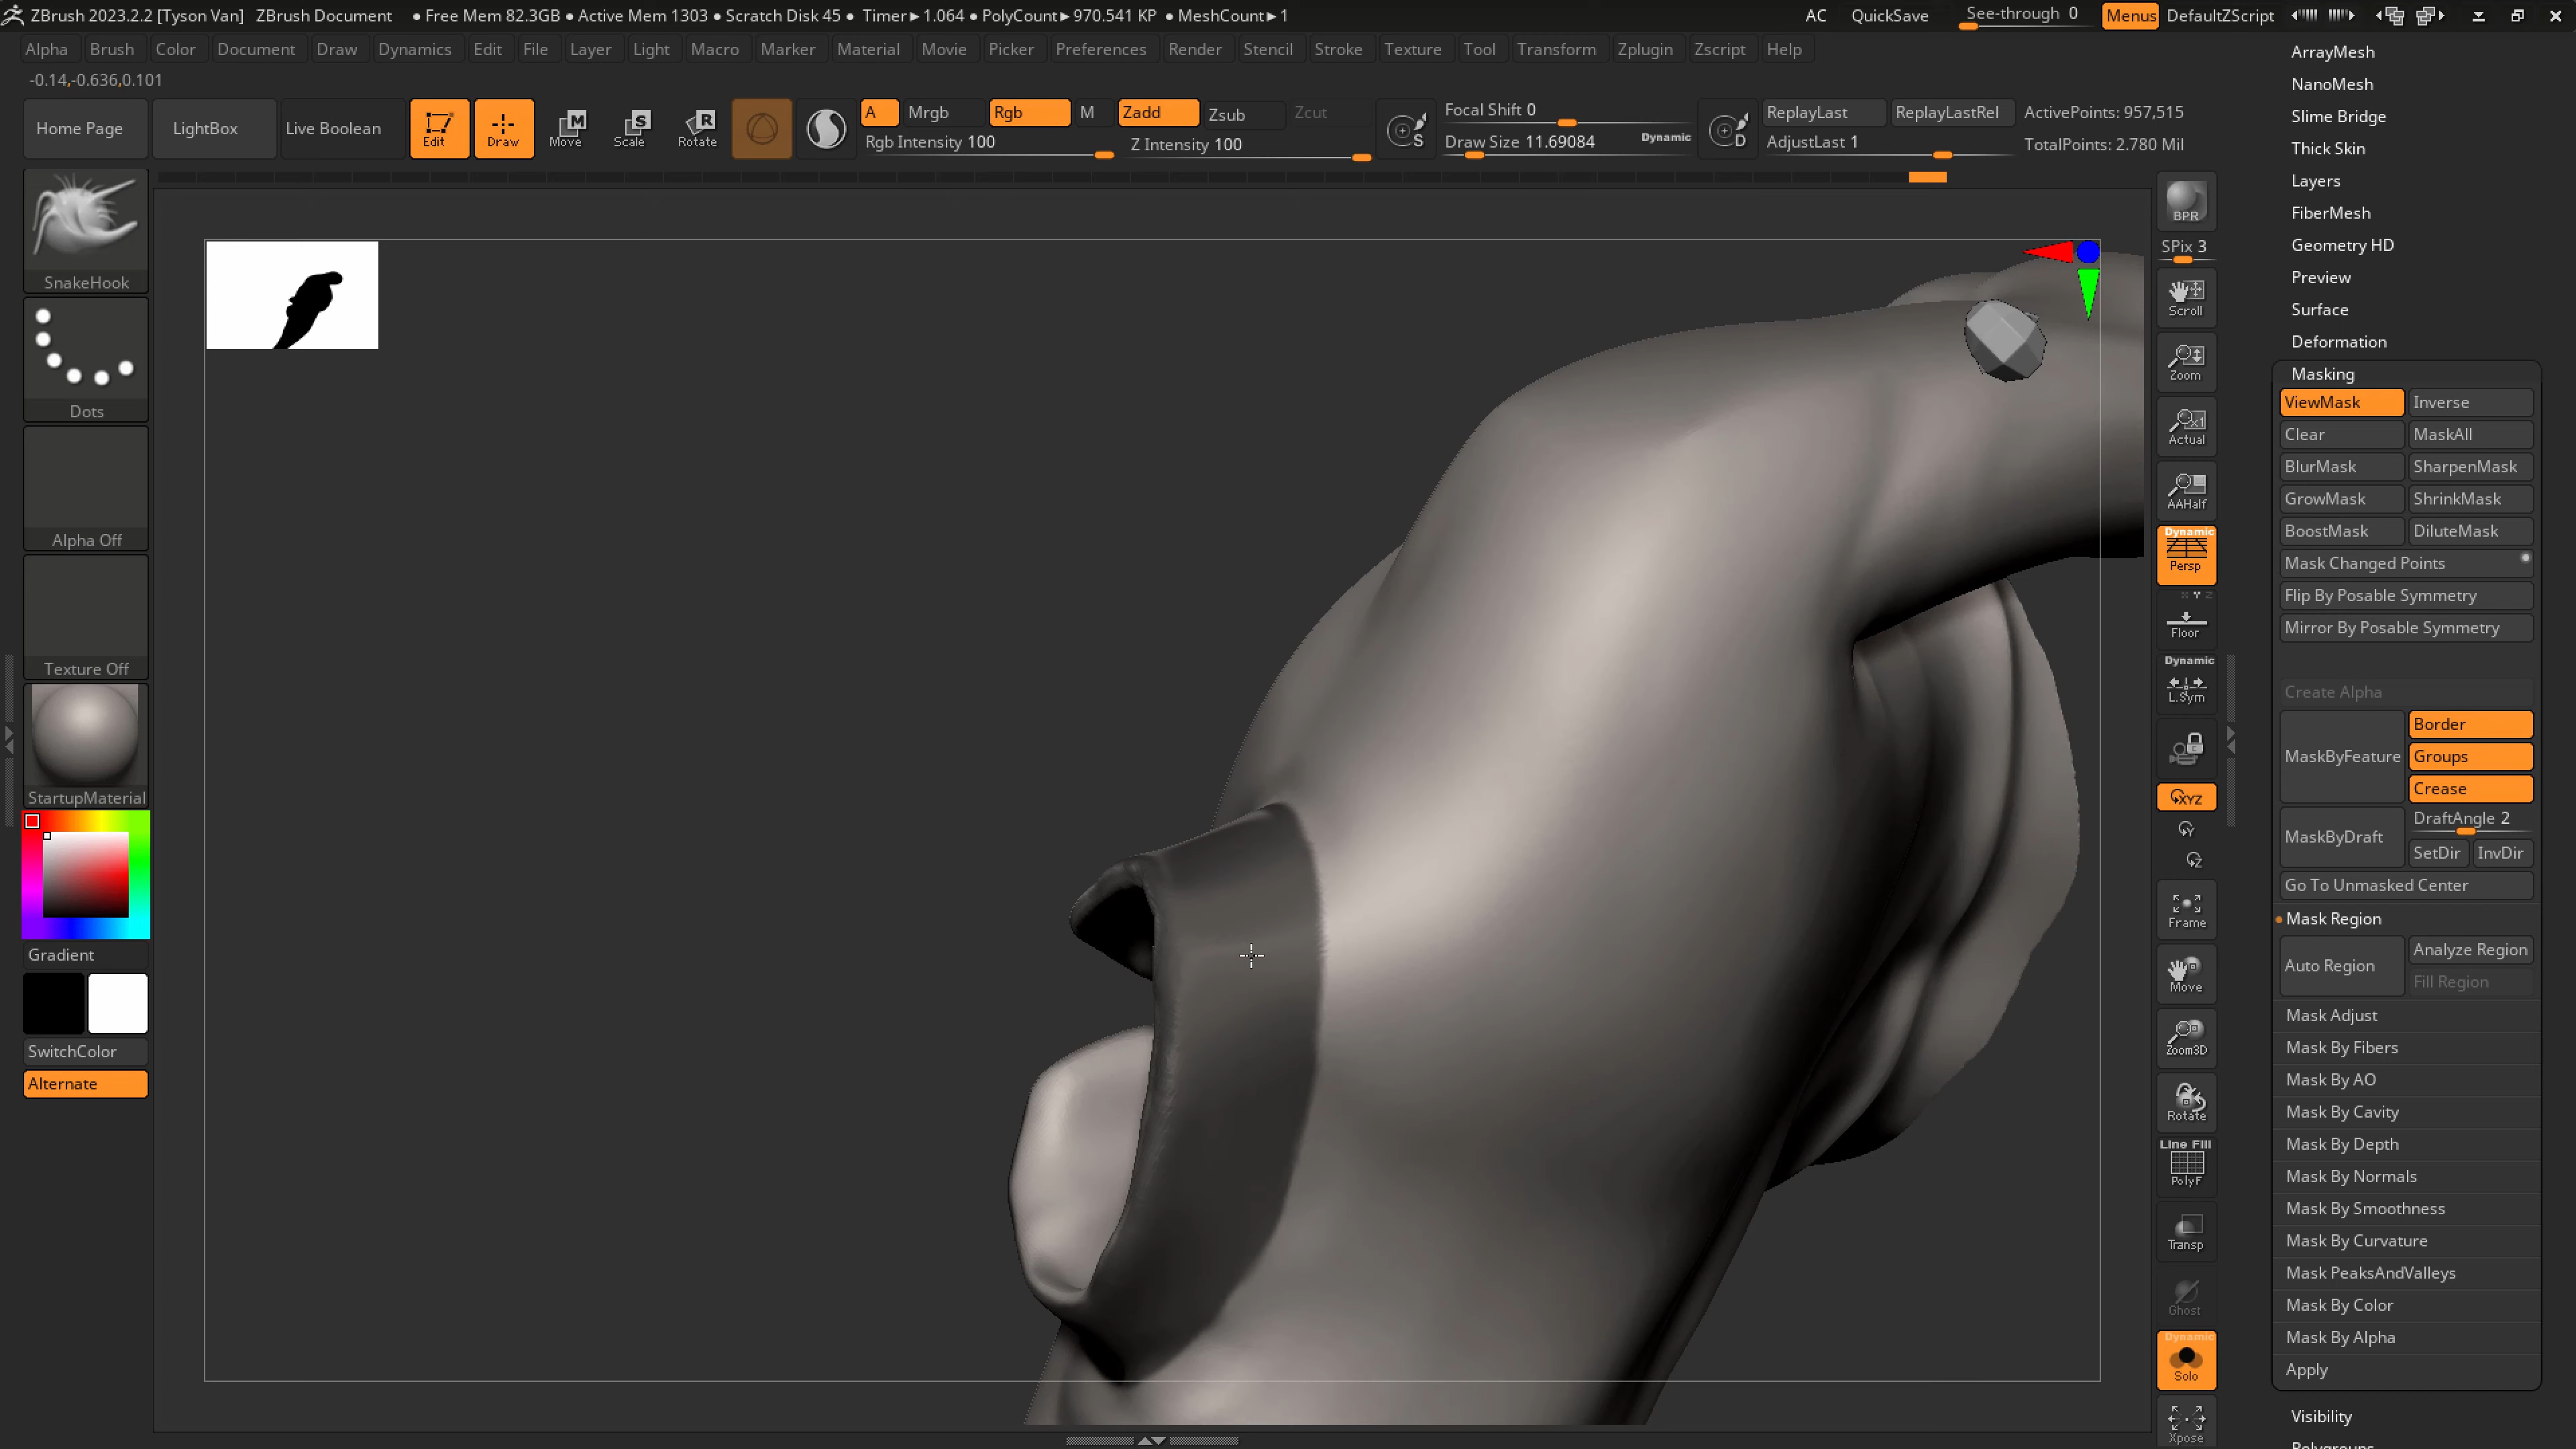 ZBrush 2023.2.2 [Tyson Van] ZBrush Document ● Free Mem 82.3GB ● Active Mem 1303 ● Scratch Disk 45 ● Timer►1.064 ● PolyCount►970.541 KP ● MeshCount►1 AC QuickSave See-through 0 Menus DefaultZScript
Alpha Brush Color Document Draw Dynamics Edit File Layer Light Macro Marker Material Movie Picker Preferences Render Stencil Stroke Texture Tool Transform Zplugin Zscript Help
-0.14,-0.636,0.101
Home Page LightBox Live Boolean Edit Draw Move Scale Rotate
M S R
A Mrgb Rgb M Zadd Zsub Zcut
Rgb Intensity 100 Z Intensity 100
S Focal Shift 0
Draw Size 11.69084 Dynamic D
ReplayLast ReplayLastRel ActivePoints: 957,515
AdjustLast 1 TotalPoints: 2.780 Mil
SnakeHook
Dots
Alpha Off
Texture Off
StartupMaterial
Gradient
SwitchColor
Alternate
BPR
SPix 3
Scroll
Zoom
Actual
AAHalf
Dynamic
Persp
Floor
Dynamic
L.Sym
XYZ
Y
Z
Frame
Move
Zoom3D
Rotate
Line Fill
PolyF
Transp
Ghost
Dynamic
Solo
Xpose
ArrayMesh
NanoMesh
Slime Bridge
Thick Skin
Layers
FiberMesh
Geometry HD
Preview
Surface
Deformation
Masking
ViewMask Inverse
Clear MaskAll
BlurMask SharpenMask
GrowMask ShrinkMask
BoostMask DiluteMask
Mask Changed Points
Flip By Posable Symmetry
Mirror By Posable Symmetry
Create Alpha
MaskByFeature Border
Groups
Crease
MaskByDraft DraftAngle 2
SetDir InvDir
Go To Unmasked Center
Mask Region
Auto Region Analyze Region
Fill Region
Mask Adjust
Mask By Fibers
Mask By AO
Mask By Cavity
Mask By Depth
Mask By Normals
Mask By Smoothness
Mask By Curvature
Mask PeaksAndValleys
Mask By Color
Mask By Alpha
Apply
Visibility
Polygroups